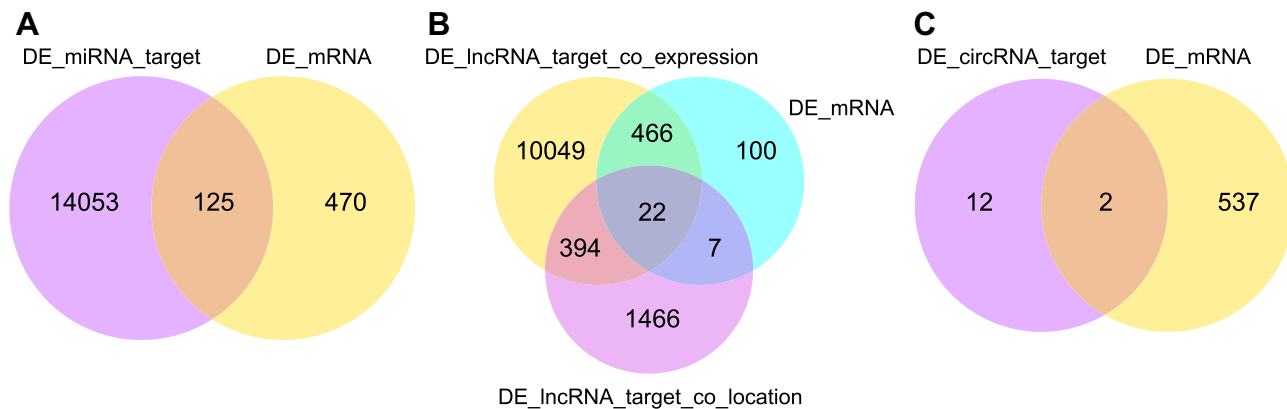 A
DE_miRNA_target
DE_mRNA
14053
125
470
B
DE_lncRNA_target_co_expression
DE_mRNA
10049
466
100
22
394
7
1466
DE_lncRNA_target_co_location
C
DE_circRNA_target
DE_mRNA
12
2
537